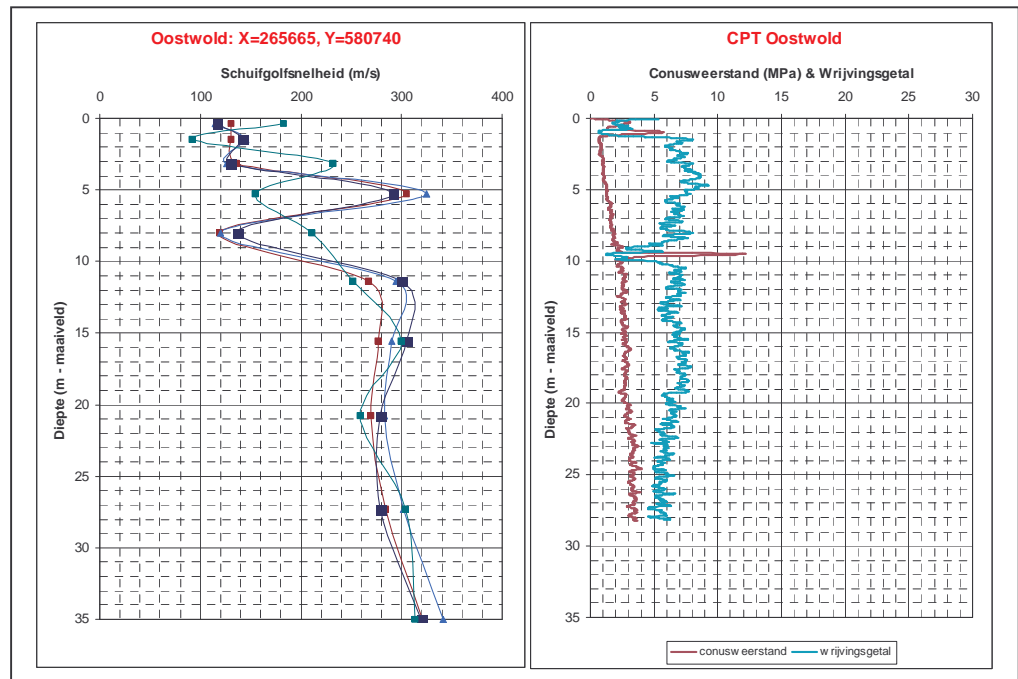 Oostwold: X=265665, Y=580740
Schuifgolfsnelheid (m/s)
0 100 200 300 400
Diepte (m - maaiveld)
0
5
10
15
20
25
30
35
CPT Oostwold
Conusweerstand (MPa) & Wrijvingsgetal
0 5 10 15 20 25 30
Diepte (m - maaiveld)
0
5
10
15
20
25
30
35
conusweerstand wrijvingsgetal